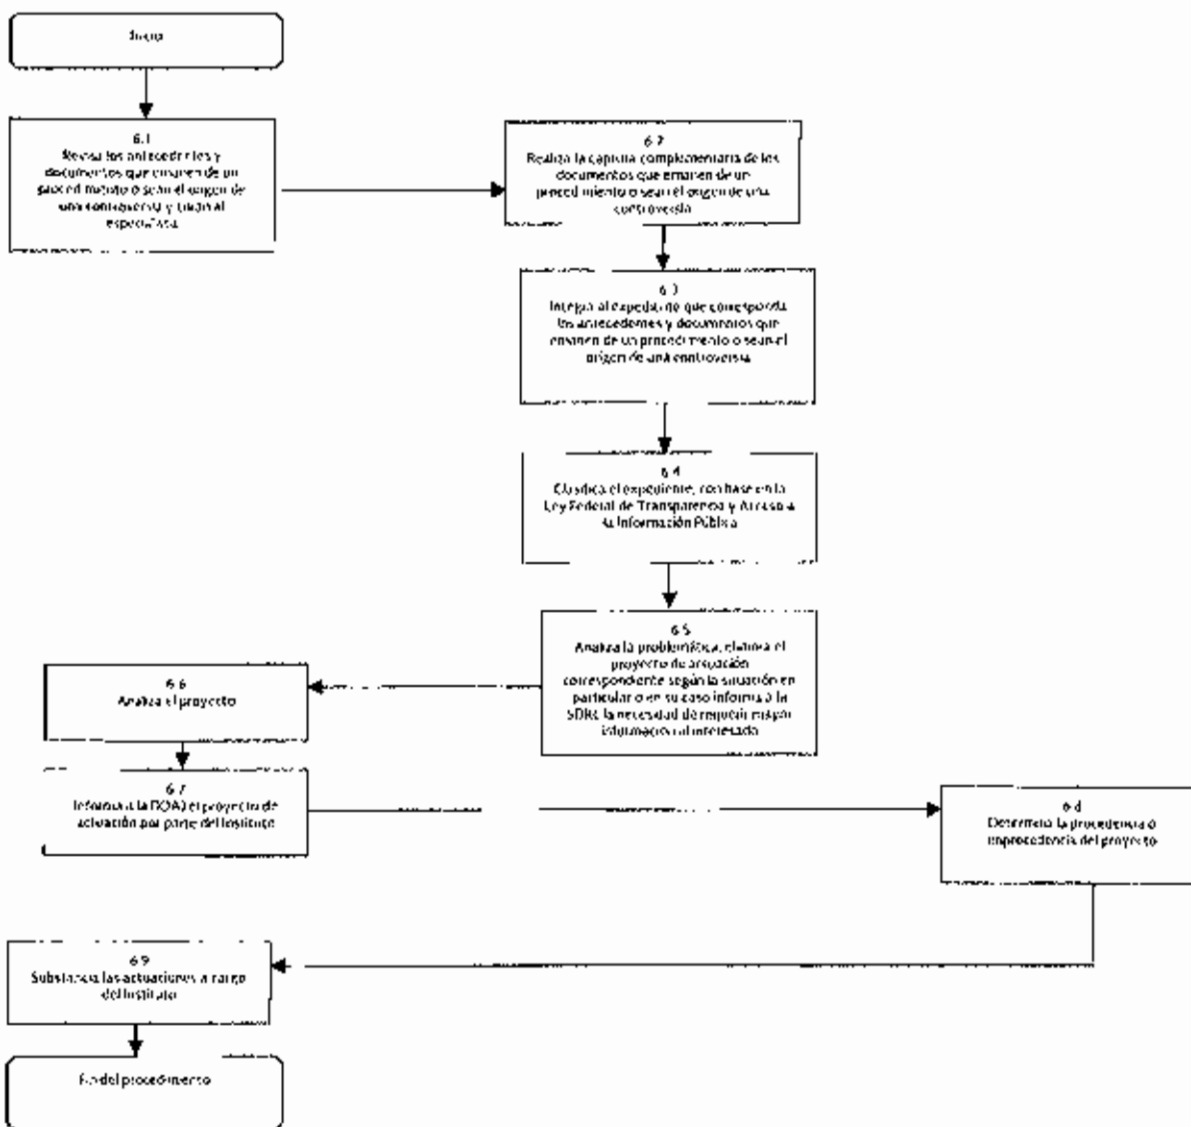 Inicio
6.1
Revisa los antecedentes y
documentos que emanen de un
procedimiento o sean el origen de
una controversia y turna al
especialista
6.2
Realiza la captura complementaria de los
documentos que emanen de un
procedimiento o sean el origen de una
controversia
6.3
Integra al expediente que corresponda
los antecedentes y documentos que
emanen de un procedimiento o sean el
origen de una controversia
6.4
Clasifica el expediente, con base en la
Ley Federal de Transparencia y Acceso a
la Información Pública
6.5
Analiza la problemática, elabora el
proyecto de actuación
correspondiente según la situación en
particular o en su caso informa a la
la necesidad de requerir mayor
información al interesado
6.6
Analiza el proyecto
6.7
Informa a la el proyecto de
actuación por parte del Instituto
6.8
Determina la procedencia o
improcedencia del proyecto
6.9
Substancia las actuaciones a cargo
del Instituto
Fin del procedimiento